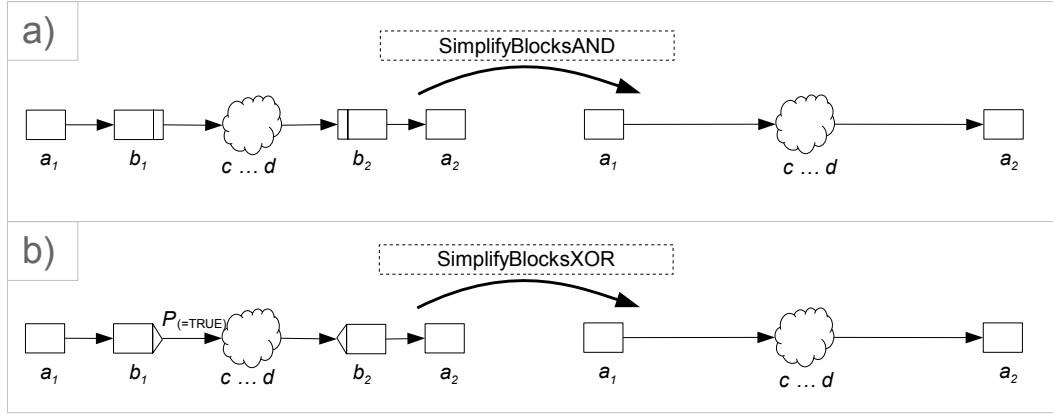 a)
SimplifyBlocksAND
a1 b1 c … d b2 a2 a1 c … d a2
b)
SimplifyBlocksXOR
P(=TRUE)
a1 b1 c … d b2 a2 a1 c … d a2